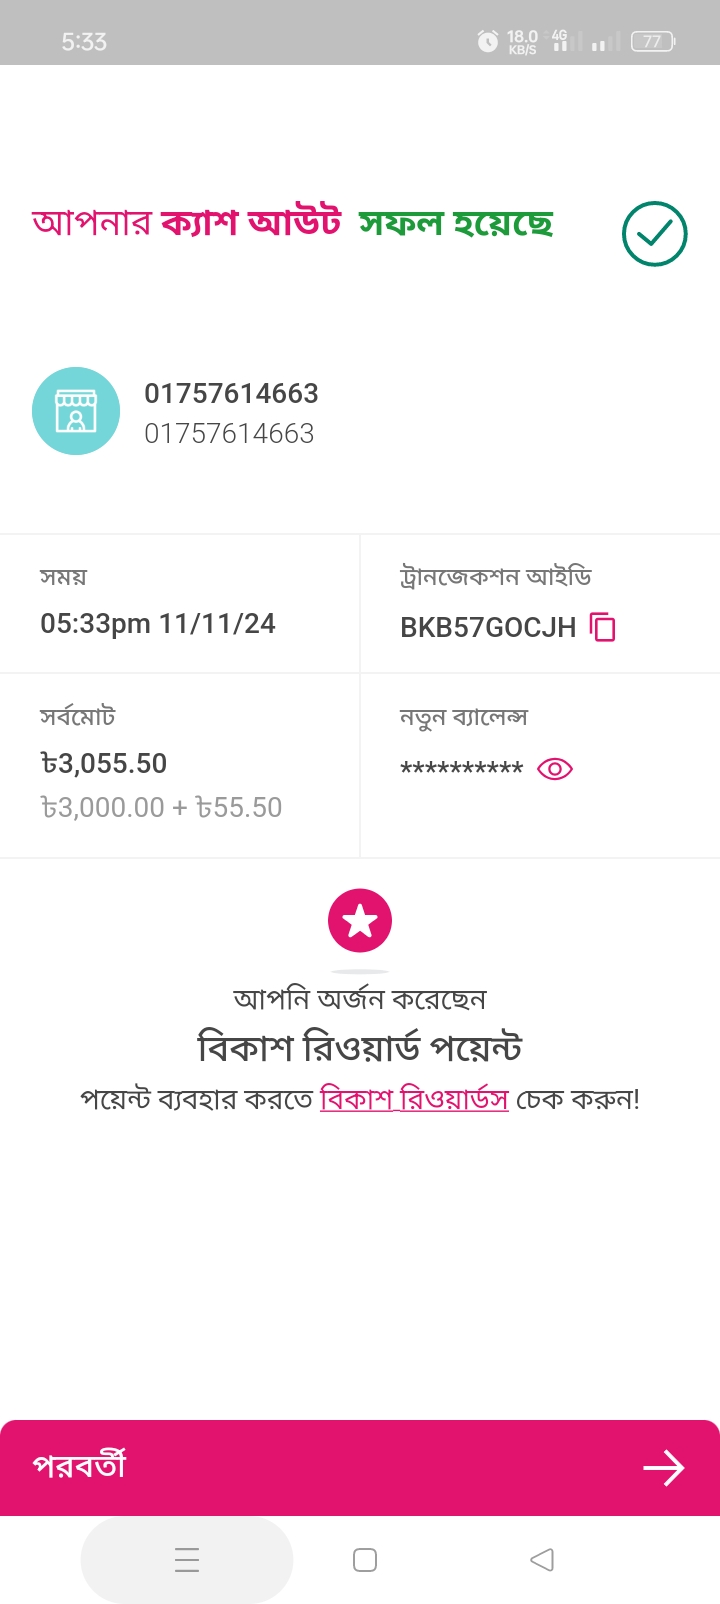 5:33
18.0 KB/S 4G 77
আপনার ক্যাশ আউট সফল হয়েছে
01757614663
01757614663
সময়
05:33pm 11/11/24
ট্রানজেকশন আইডি
BKB57GOCJH
সর্বমোট
৳3,055.50
৳3,000.00 + ৳55.50
নতুন ব্যালেন্স
**********
আপনি অর্জন করেছেন
বিকাশ রিওয়ার্ড পয়েন্ট
পয়েন্ট ব্যবহার করতে বিকাশ রিওয়ার্ডস চেক করুন!
পরবর্তী